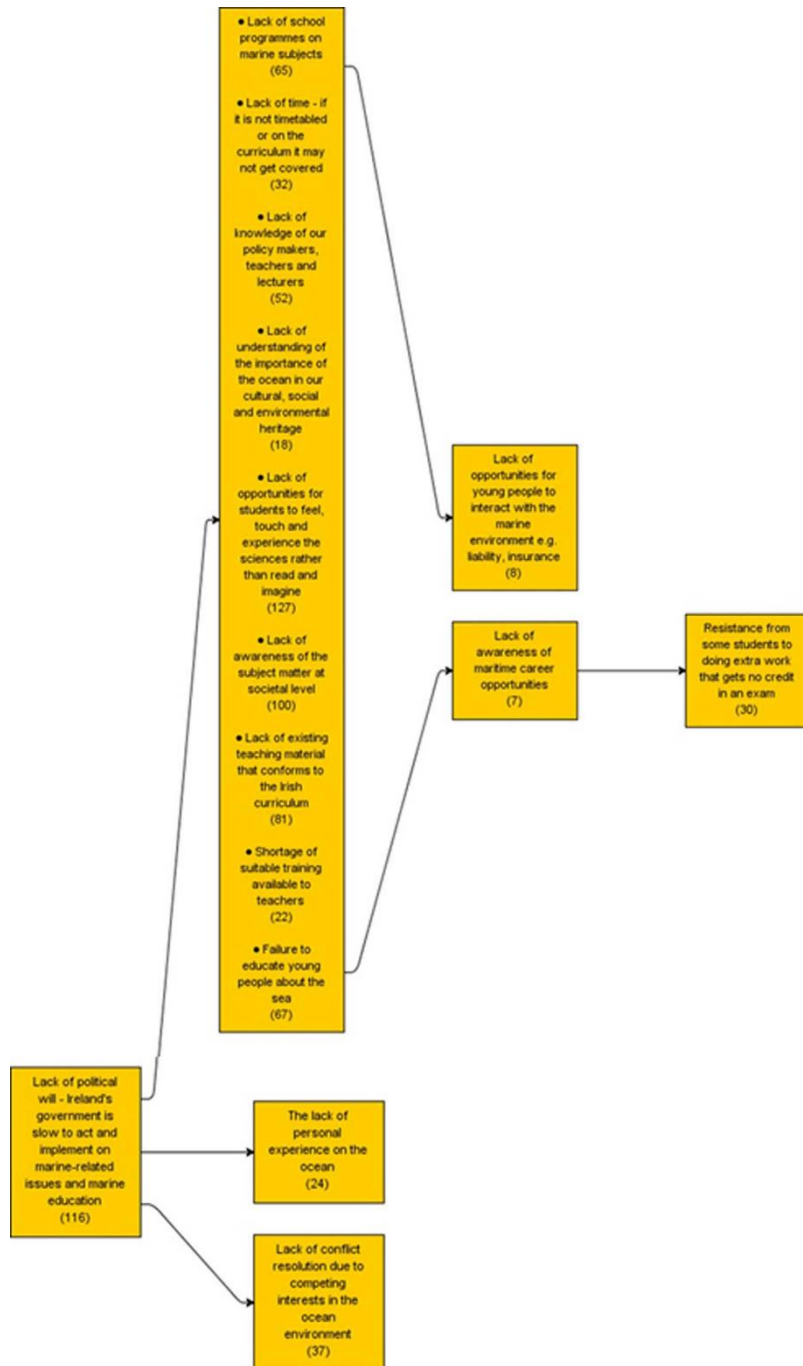 ● Lack of school
programmes on
marine subjects
(65)
● Lack of time - if
it is not timetabled
or on the
curriculum it may
not get covered
(32)
● Lack of
knowledge of our
policy makers,
teachers and
lecturers
(52)
● Lack of
understanding of
the importance of
the ocean in our
cultural, social
and environmental
heritage
(18)
● Lack of
opportunities for
students to feel,
touch and
experience the
sciences rather
than read and
imagine
(127)
● Lack of
awareness of the
subject matter at
societal level
(100)
● Lack of existing
teaching material
that conforms to
the Irish
curriculum
(81)
● Shortage of
suitable training
available to
teachers
(22)
● Failure to
educate young
people about the
sea
(67)
Lack of
opportunities for
young people to
interact with the
marine
environment e.g.
liability, insurance
(8)
Lack of
awareness of
maritime career
opportunities
(7)
Resistance from
some students to
doing extra work
that gets no credit
in an exam
(30)
Lack of political
will - Ireland's
government is
slow to act and
implement on
marine-related
issues and marine
education
(116)
The lack of
personal
experience on the
ocean
(24)
Lack of conflict
resolution due to
competing
interests in the
ocean
environment
(37)